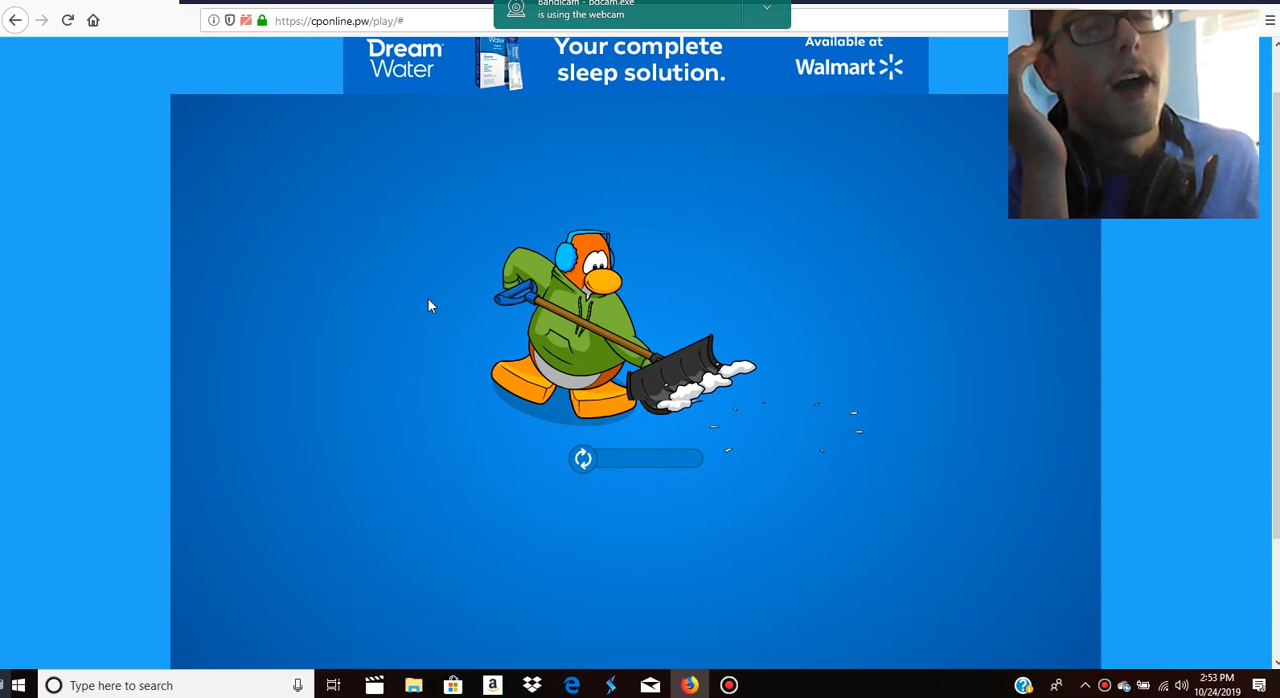 Bandicam - bdcam.exe
is using the webcam
https://cponline.pw/play/#
Dream
Water
Your complete
sleep solution.
Available at
Walmart
Type here to search
2:53 PM
10/24/2019